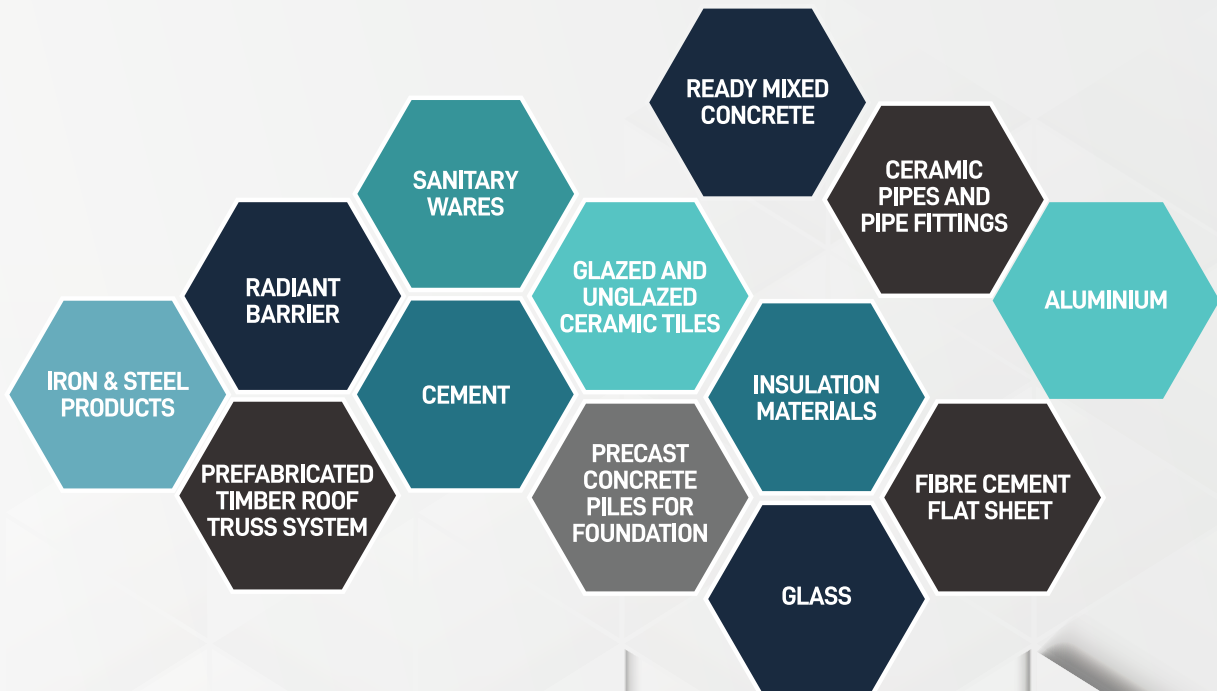 READY MIXED
CONCRETE
SANITARY
WARES
CERAMIC
PIPES AND
PIPE FITTINGS
RADIANT
BARRIER
GLAZED AND
UNGLAZED
CERAMIC TILES
ALUMINIUM
IRON & STEEL
PRODUCTS
CEMENT
INSULATION
MATERIALS
PREFABRICATED
TIMBER ROOF
TRUSS SYSTEM
PRECAST
CONCRETE
PILES FOR
FOUNDATION
FIBRE CEMENT
FLAT SHEET
GLASS